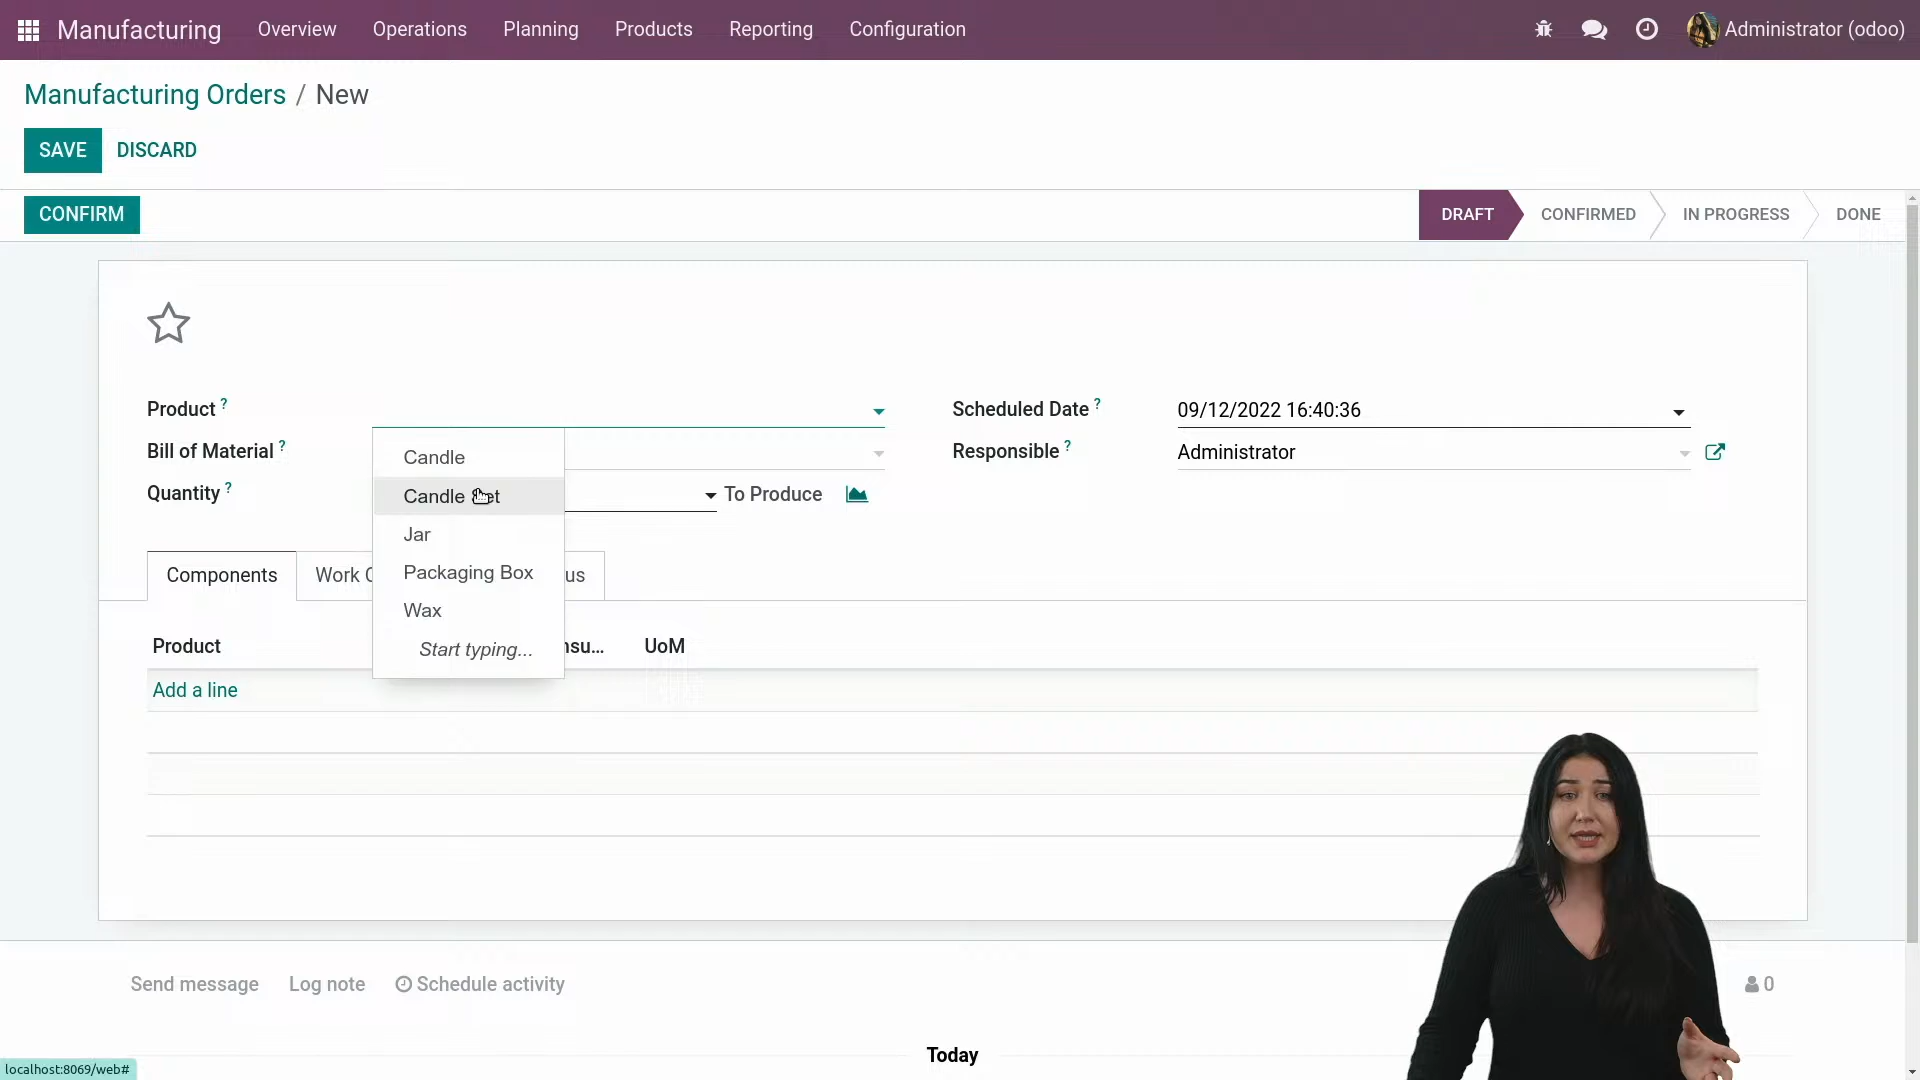 Manufacturing Overview Operations Planning Products Reporting Configuration Administrator (odoo)
Manufacturing Orders / New
SAVE DISCARD
CONFIRM DRAFT CONFIRMED IN PROGRESS DONE
Product ? Scheduled Date ? 09/12/2022 16:40:36
Bill of Material ? Responsible ? Administrator
Quantity ? To Produce
Candle
Candle
Jar
Packaging Box
Wax
Start typing...
Components Work
Product UoM
Add a line
Send message Log note Schedule activity 0
Today
localhost:8069/web#